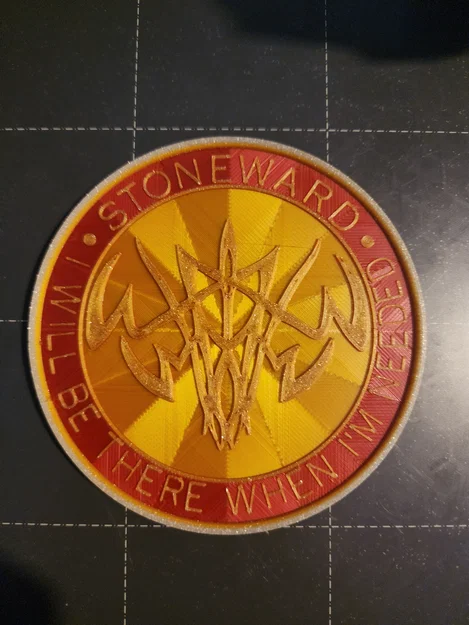 STONEWARD
I WILL BE THERE WHEN I'M NEEDED